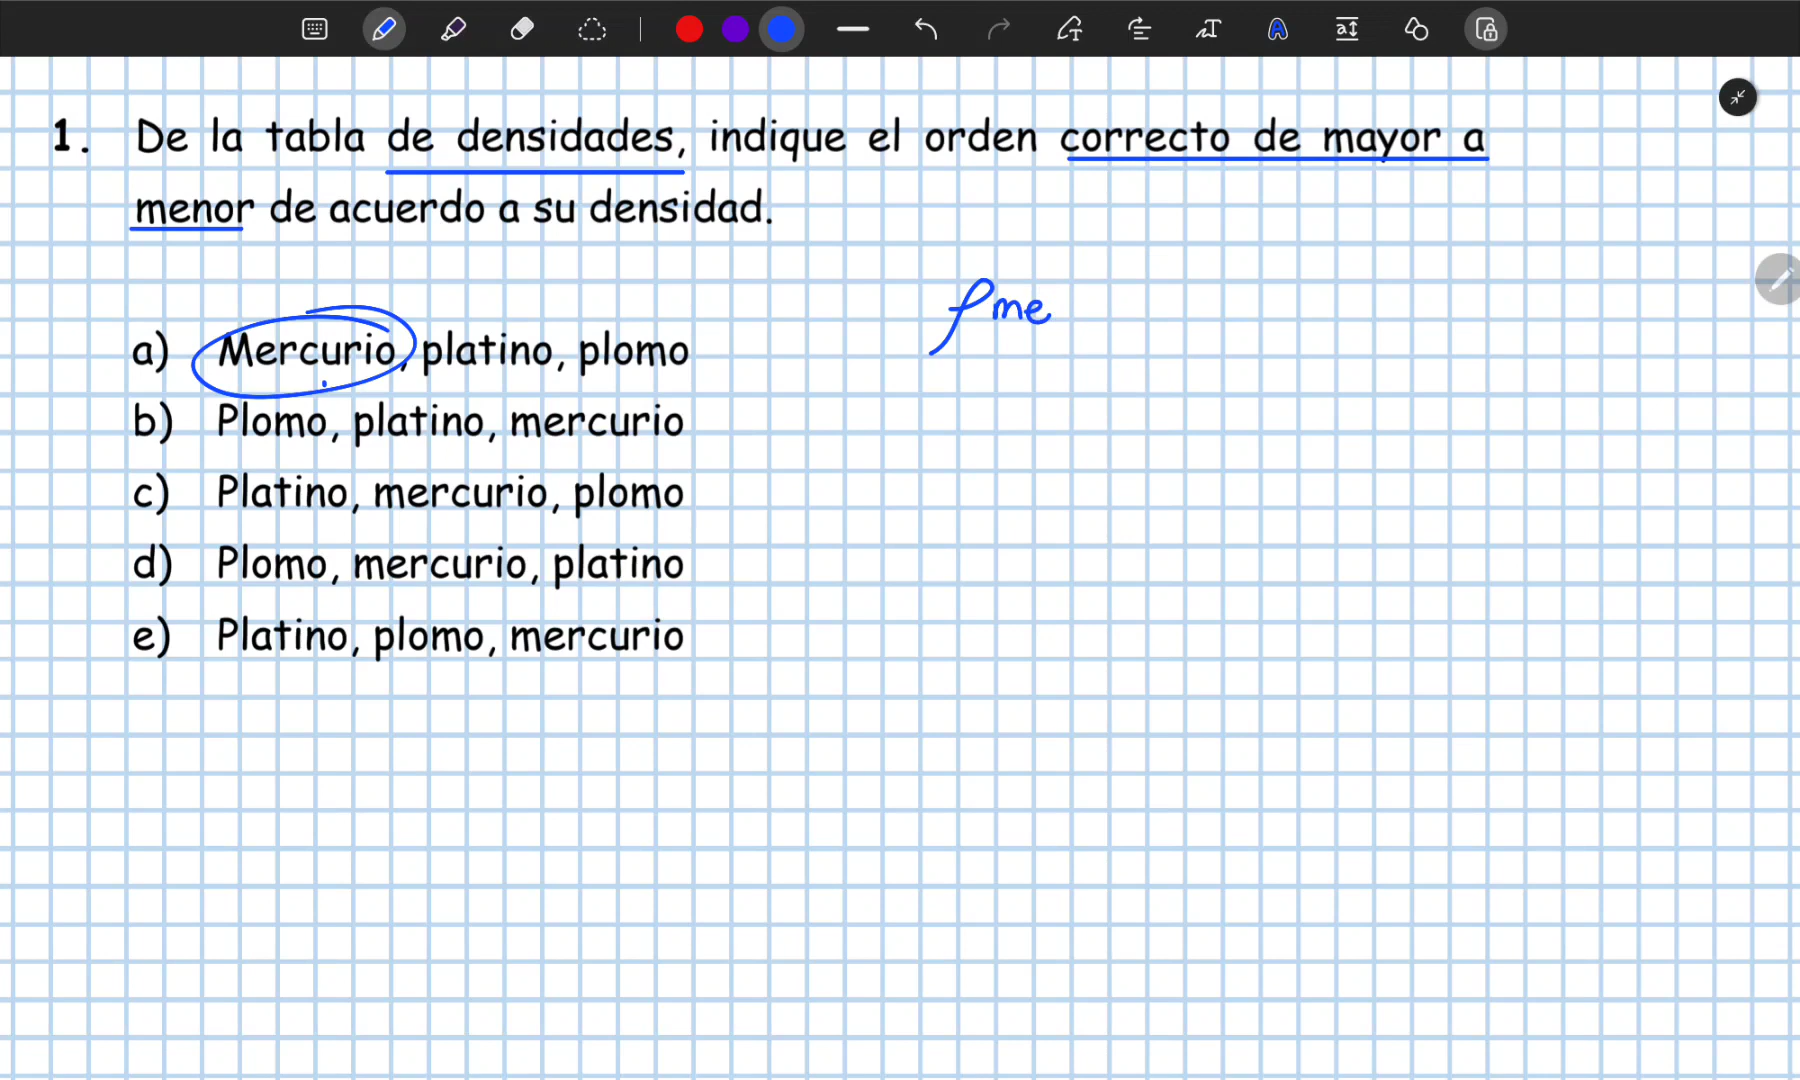 1. De la tabla de densidades, indique el orden correcto de mayor a
menor de acuerdo a su densidad.
ρme
a) Mercurio, platino, plomo
b) Plomo, platino, mercurio
c) Platino, mercurio, plomo
d) Plomo, mercurio, platino
e) Platino, plomo, mercurio